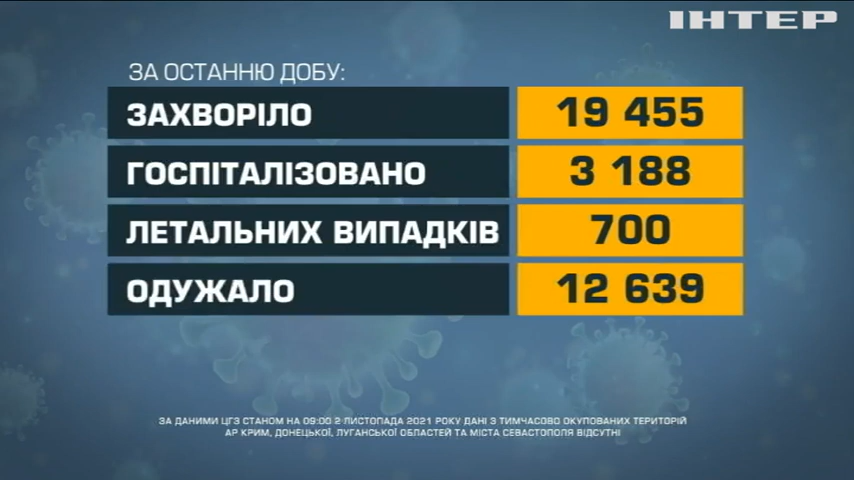 ІНТЕР
ЗА ОСТАННЮ ДОБУ:
ЗАХВОРІЛО 19 455
ГОСПІТАЛІЗОВАНО 3 188
ЛЕТАЛЬНИХ ВИПАДКІВ 700
ОДУЖАЛО 12 639
ЗА ДАНИМИ ЦГЗ СТАНОМ НА 09:00 2 ЛИСТОПАДА 2021 РОКУ ДАНІ З ТИМЧАСОВО ОКУПОВАНИХ ТЕРИТОРІЙ
АР КРИМ, ДОНЕЦЬКОЇ, ЛУГАНСЬКОЇ ОБЛАСТЕЙ ТА МІСТА СЕВАСТОПОЛЯ ВІДСУТНІ